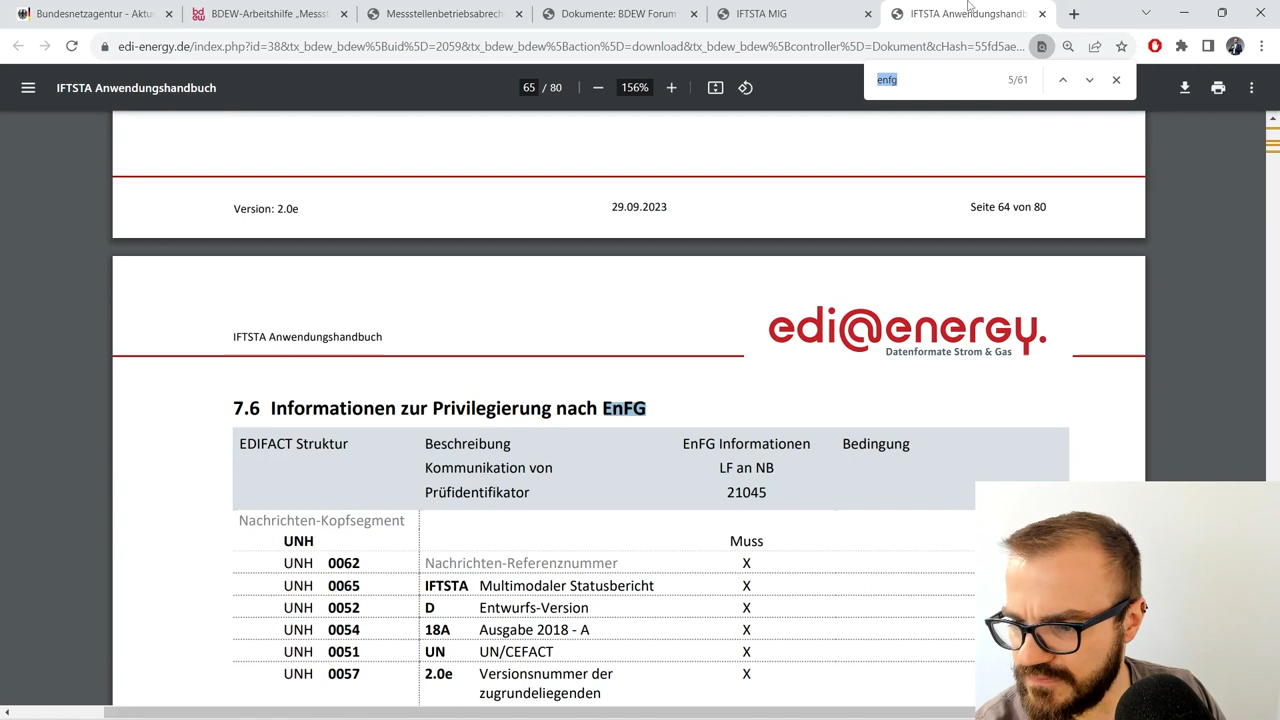 Bundesnetzagentur - Aktu
BDEW-Arbeitshilfe „Messst
Messstellenbetriebsabrech
Dokumente: BDEW Forum
IFTSTA MIG
IFTSTA Anwendungshandb
edi-energy.de/index.php?id=38&tx_bdew_bdew%5Buid%5D=2098&tx_bdew_bdew%5Baction%5D=download&tx_bdew_bdew%5Bcontroller%5D=Document&cHash=55fd5ae...
IFTSTA Anwendungshandbuch
65 / 80
156%
enfg
5/61
Version: 2.0e
29.09.2023
Seite 64 von 80
IFTSTA Anwendungshandbuch
edi@energy.
Datenformate Strom & Gas
7.6 Informationen zur Privilegierung nach EnFG
EDIFACT Struktur Beschreibung EnFG Informationen Bedingung
Kommunikation von LF an NB
Prüfidentifikator 21045
Nachrichten-Kopfsegment
UNH Muss
UNH 0062 Nachrichten-Referenznummer X
UNH 0065 IFTSTA Multimodaler Statusbericht X
UNH 0052 D Entwurfs-Version X
UNH 0054 18A Ausgabe 2018 - A X
UNH 0051 UN UN/CEFACT X
UNH 0057 2.0e Versionsnummer der X
zugrundeliegenden